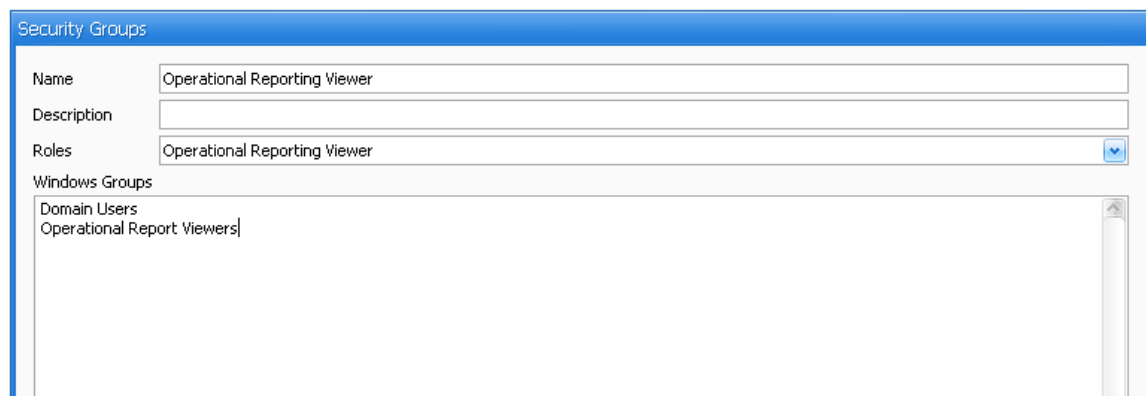 Security Groups
Name Operational Reporting Viewer
Description
Roles Operational Reporting Viewer
Windows Groups
Domain Users
Operational Report Viewers